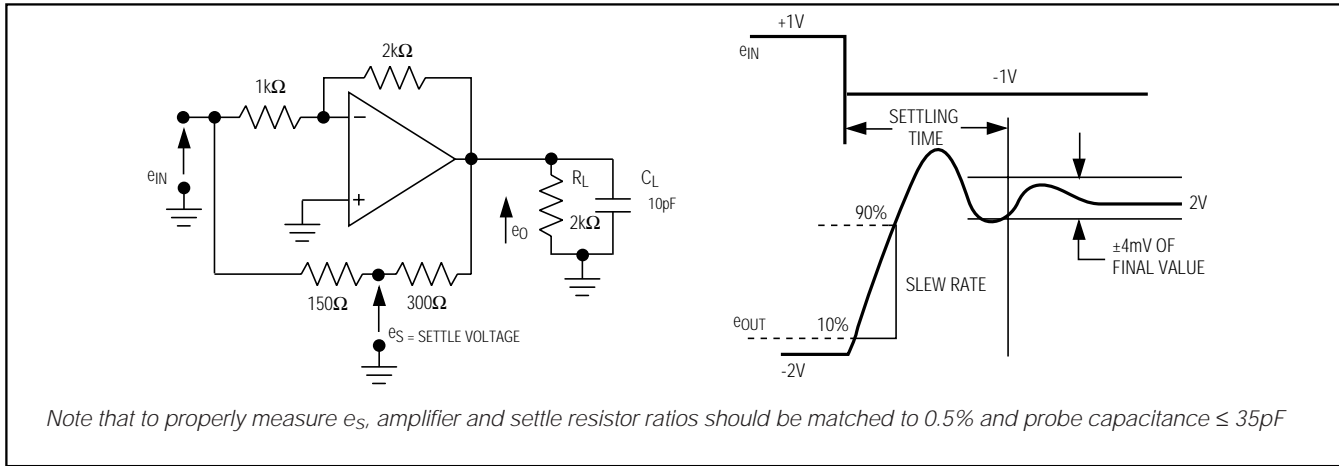 2kΩ
1kΩ
−
+
eIN
RL
2kΩ
CL
10pF
eO
150Ω
300Ω
eS = SETTLE VOLTAGE
+1V
eIN
-1V
SETTLING
TIME
90%
2V
±4mV OF
FINAL VALUE
SLEW RATE
eOUT
10%
-2V
Note that to properly measure eS, amplifier and settle resistor ratios should be matched to 0.5% and probe capacitance ≤ 35pF